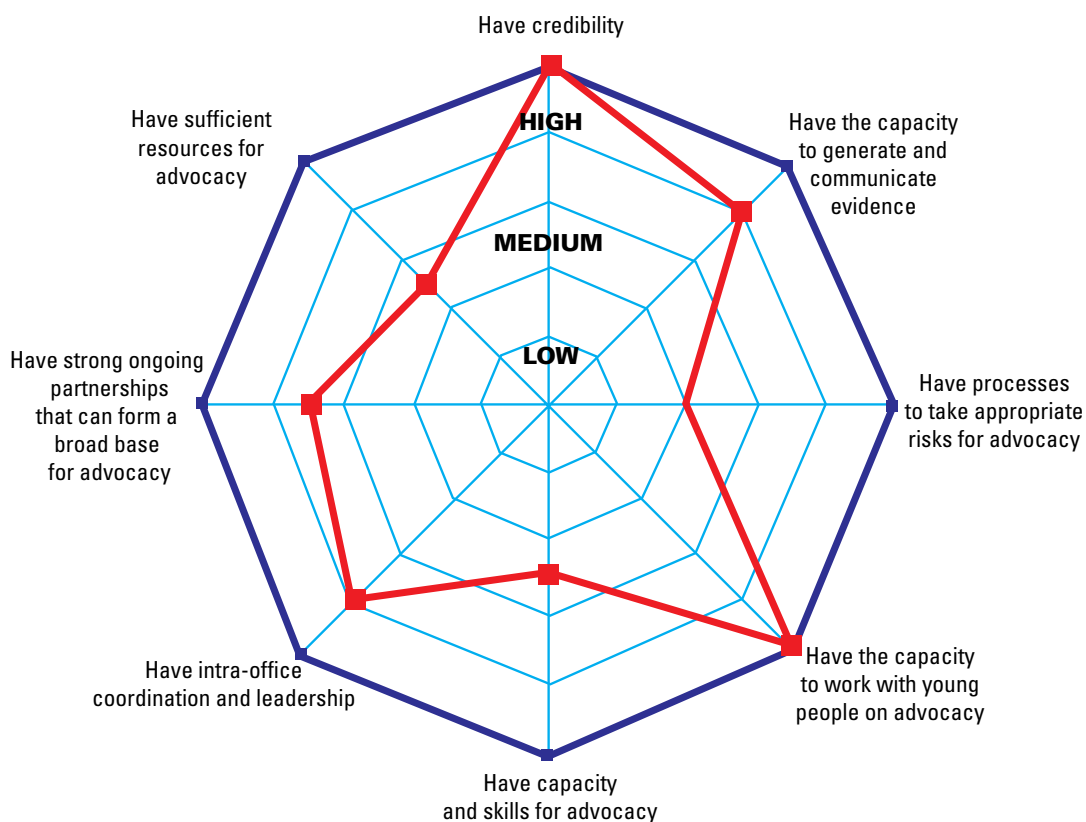 Have credibility
Have sufficient
resources for
advocacy
HIGH
Have the capacity
to generate and
communicate
evidence
MEDIUM
LOW
Have strong ongoing
partnerships
that can form a
broad base
for advocacy
Have processes
to take appropriate
risks for advocacy
Have intra-office
coordination and leadership
Have the capacity
to work with young
people on advocacy
Have capacity
and skills for advocacy